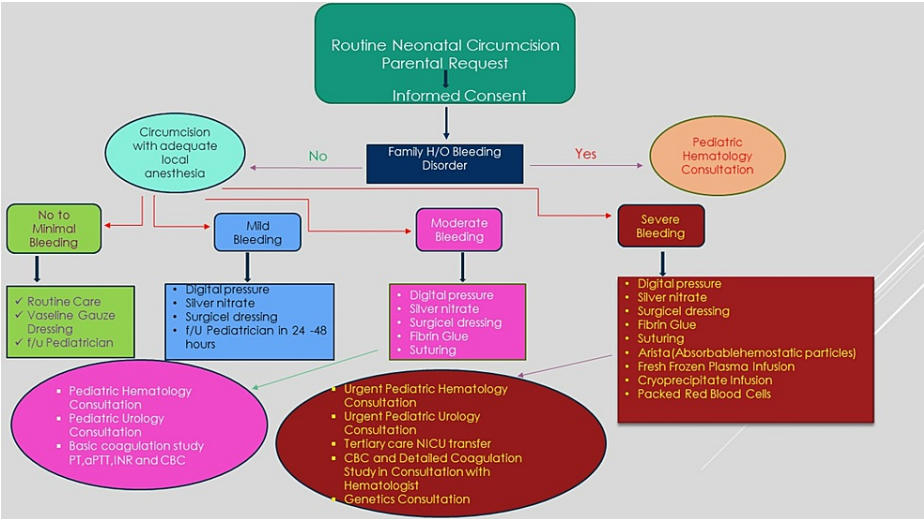 Routine Neonatal Circumcision
Parental Request
Informed Consent
Family H/O Bleeding
Disorder
No
Yes
Circumcision
with adequate
local
anesthesia
Pediatric
Hematology
Consultation
No to
Minimal
Bleeding
Mild
Bleeding
Moderate
Bleeding
Severe
Bleeding
✓ Routine Care
✓ Vaseline Gauze
Dressing
✓ f/u Pediatrician
• Digital pressure
• Silver nitrate
• Surgicel dressing
• f/U Pediatrician in 24 -48
hours
• Digital pressure
• Silver nitrate
• Surgicel dressing
• Fibrin Glue
• Suturing
• Digital pressure
• Silver nitrate
• Surgicel dressing
• Fibrin Glue
• Suturing
• Arista(Absorbablehemostatic particles)
• Fresh Frozen Plasma Infusion
• Cryoprecipitate Infusion
• Packed Red Blood Cells
▪ Pediatric Hematology
Consultation
▪ Pediatric Urology
Consultation
▪ Basic coagulation study
PT,aPTT,INR and CBC
▪ Urgent Pediatric Hematology
Consultation
▪ Urgent Pediatric Urology
Consultation
▪ Tertiary care NICU transfer
▪ CBC and Detailed Coagulation
Study in Consultation with
Hematologist
▪ Genetics Consultation